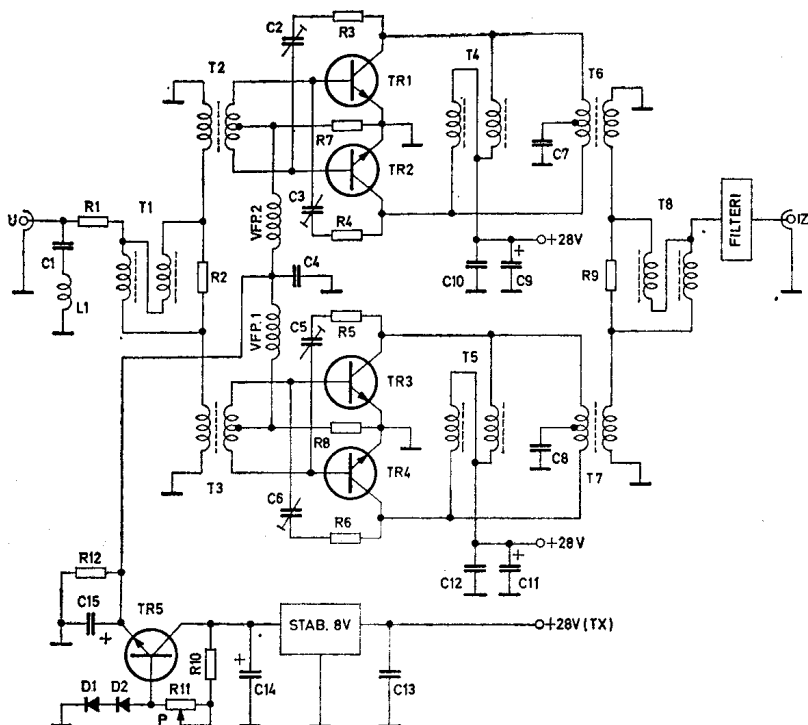 C2
R3
T2
TR1
T4
T6
R7
TR2
C7
C3
R4
VFP.2
U
R1
T1
C1
L1
R2
C4
+
+28V
C10
C9
R9
T8
FILTERI
IZ
VFP.1
C5
R5
TR3
T5
R8
TR4
C8
T3
T7
C6
R6
+28V
+
C12
C11
R12
C15
+
TR5
R10
+
C14
STAB. 8V
C13
+28V (TX)
D1
D2
R11
P